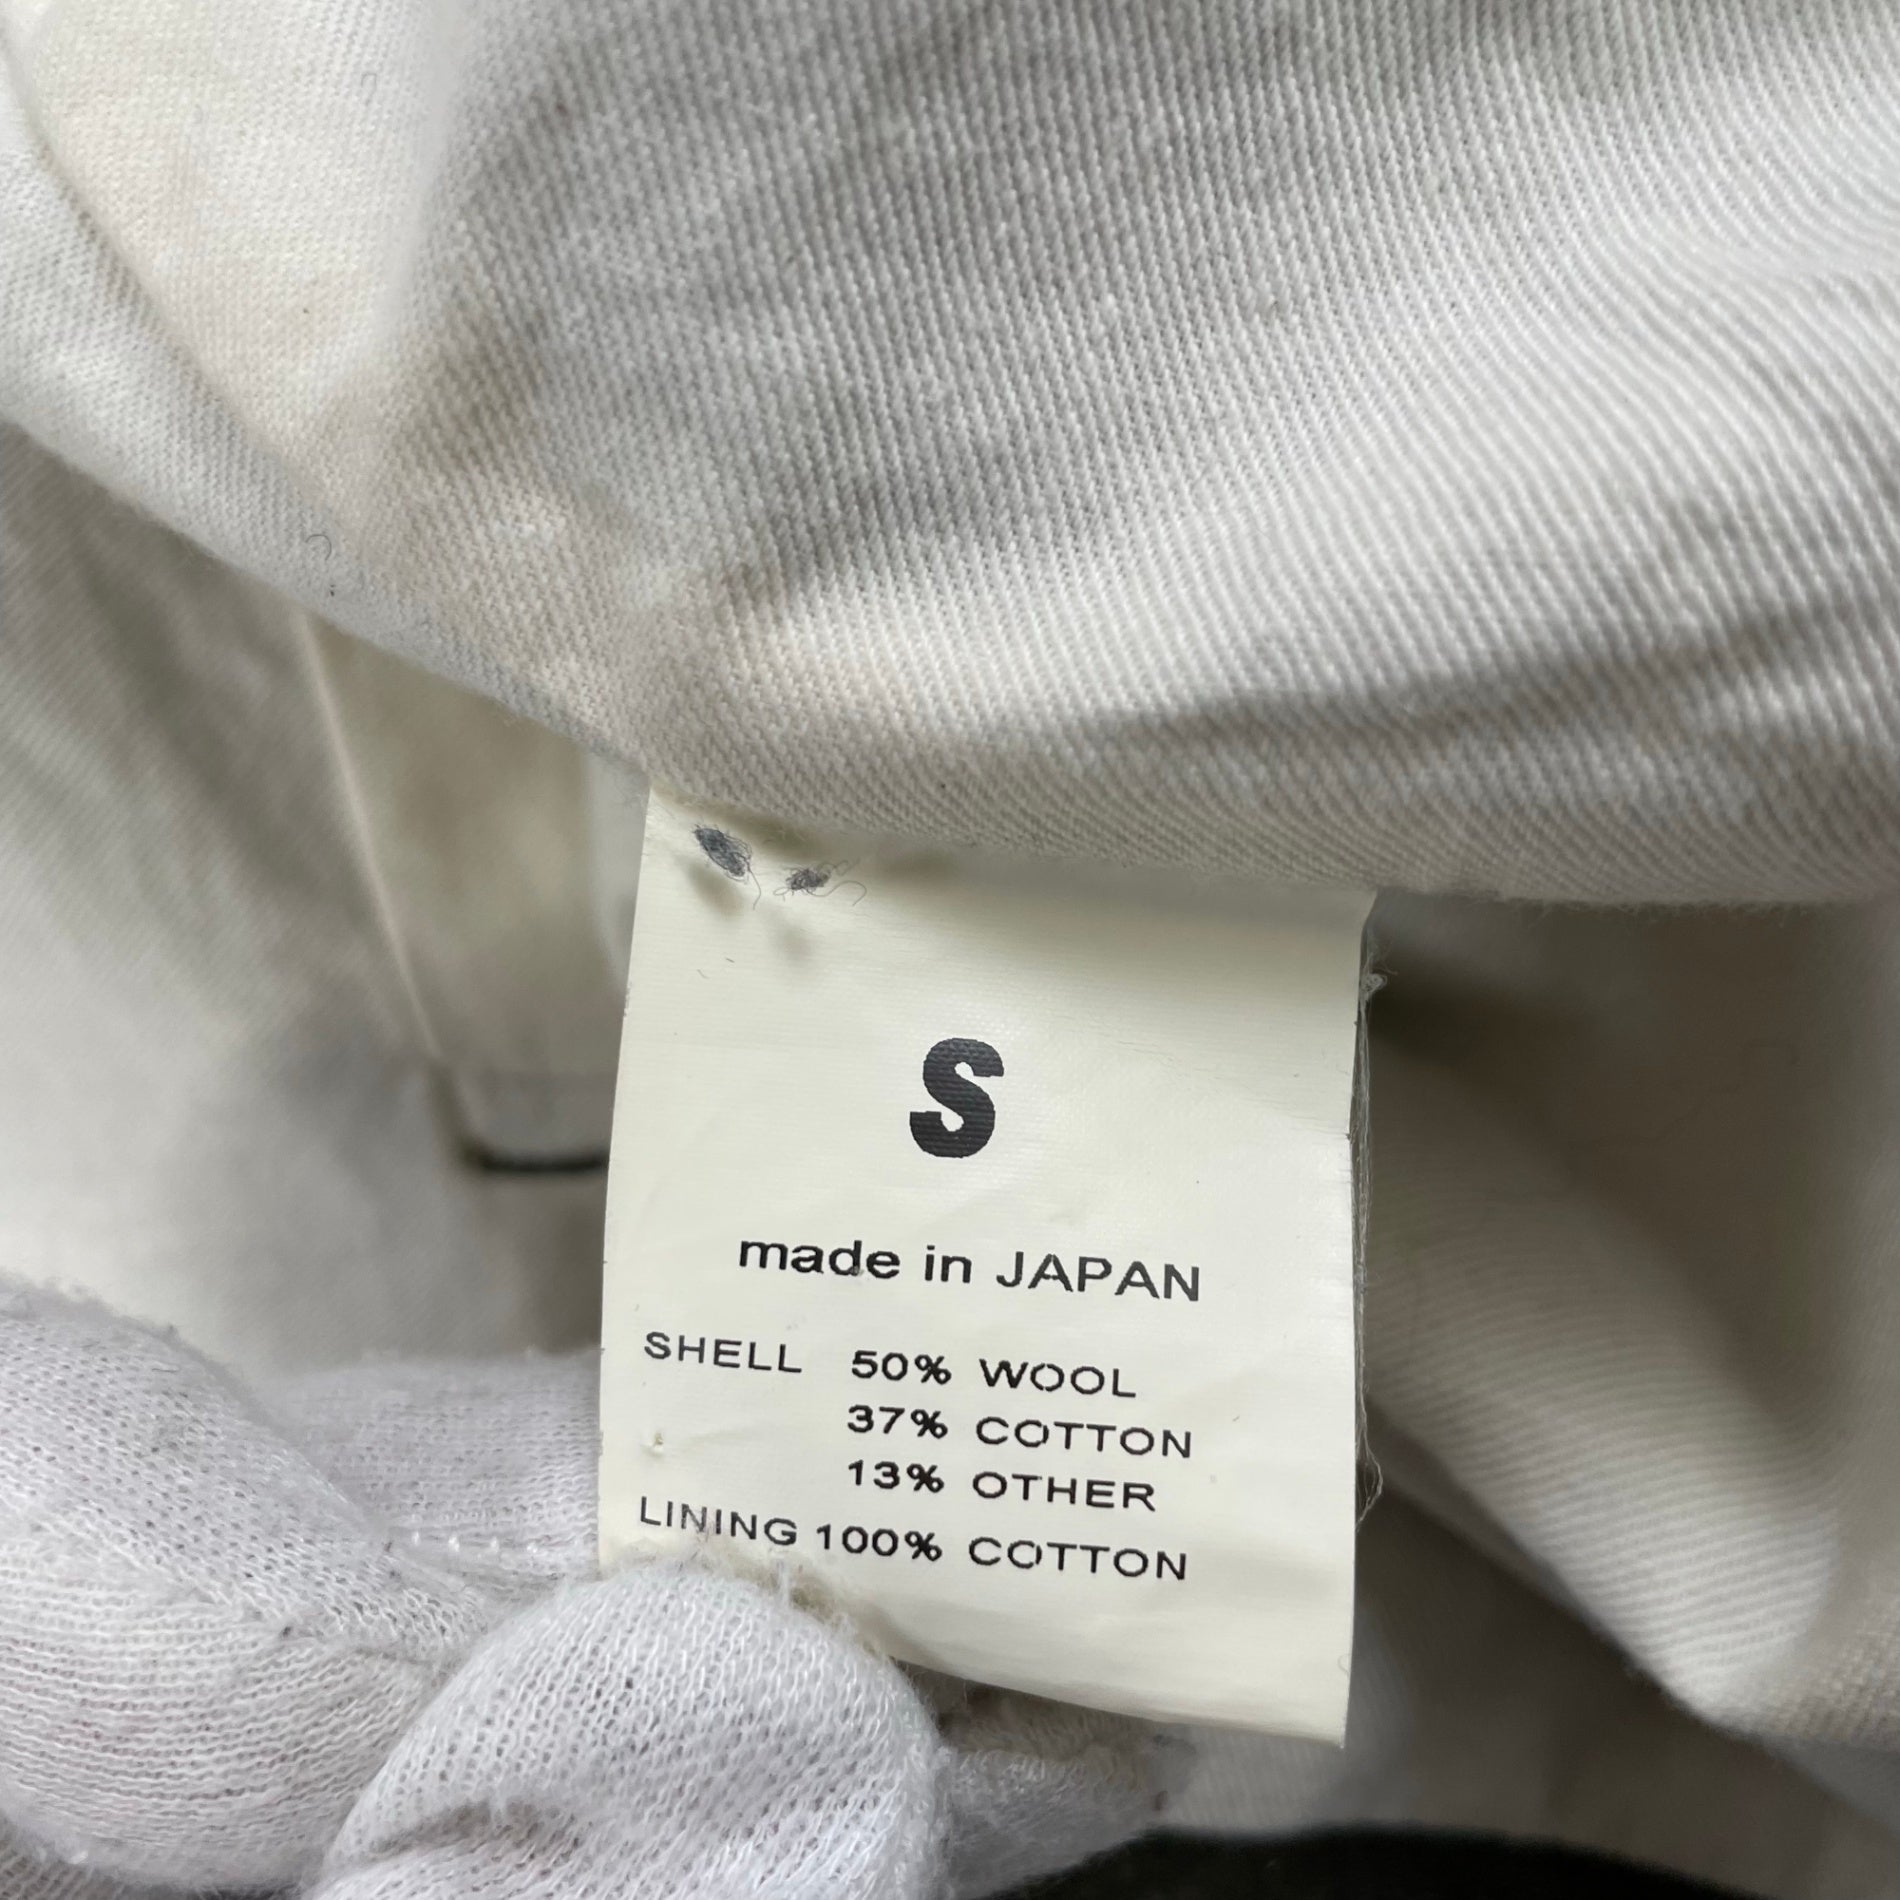 S
made in JAPAN
SHELL 50% WOOL
37% COTTON
13% OTHER
LINING 100% COTTON